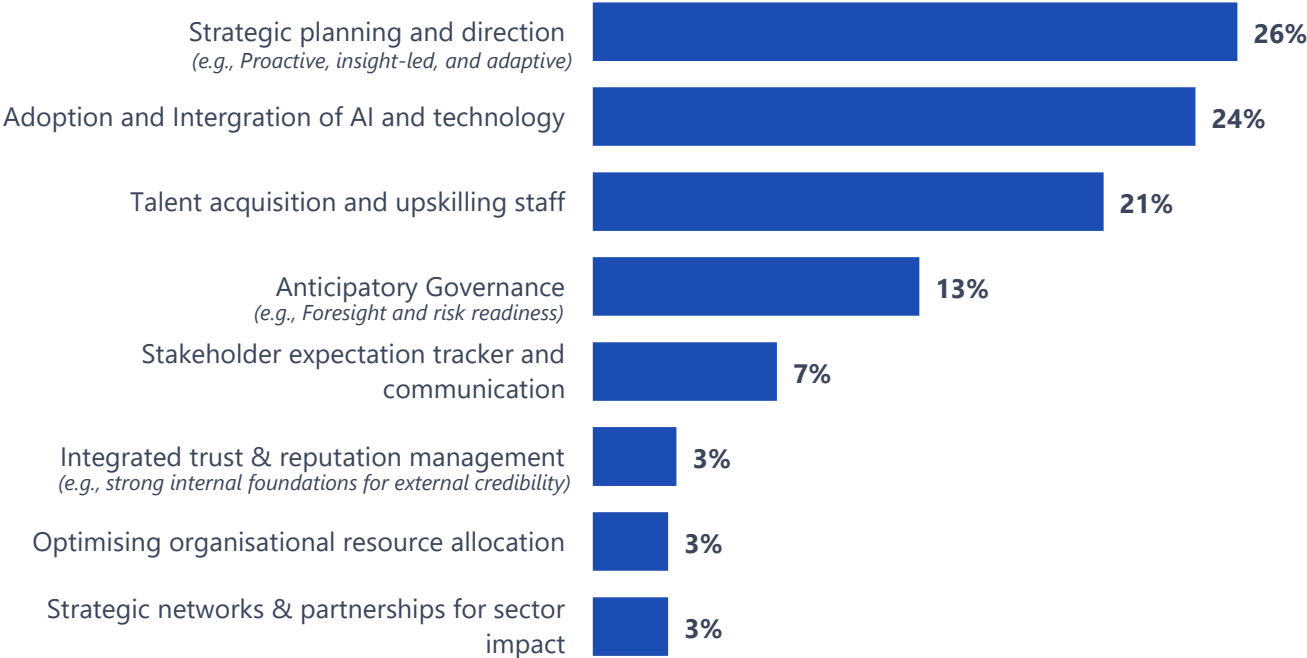 Strategic planning and direction
26%
(e.g., Proactive, insight-led, and adaptive)
Adoption and Intergration of AI and technology
24%
Talent acquisition and upskilling staff
21%
Anticipatory Governance
13%
(e.g., Foresight and risk readiness)
Stakeholder expectation tracker and
communication
7%
Integrated trust & reputation management
3%
(e.g., strong internal foundations for external credibility)
Optimising organisational resource allocation
3%
Strategic networks & partnerships for sector
impact
3%